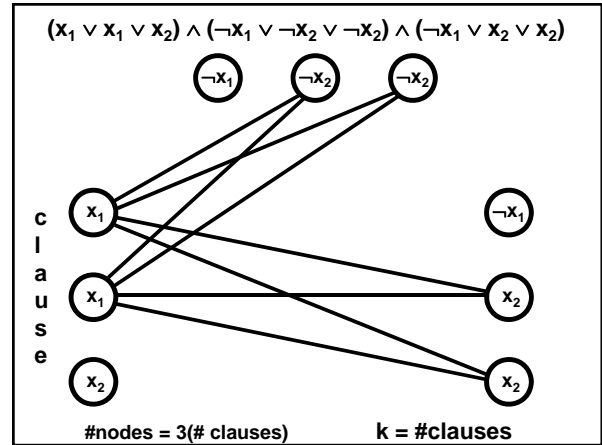 (x₁ ∨ x₁ ∨ x₂) ∧ (¬x₁ ∨ ¬x₂ ∨ ¬x₂) ∧ (¬x₁ ∨ x₂ ∨ x₂)
¬x₁ ¬x₂ ¬x₂
clause
x₁ ¬x₁
x₁ x₂
x₂ x₂
#nodes = 3(# clauses) k = #clauses